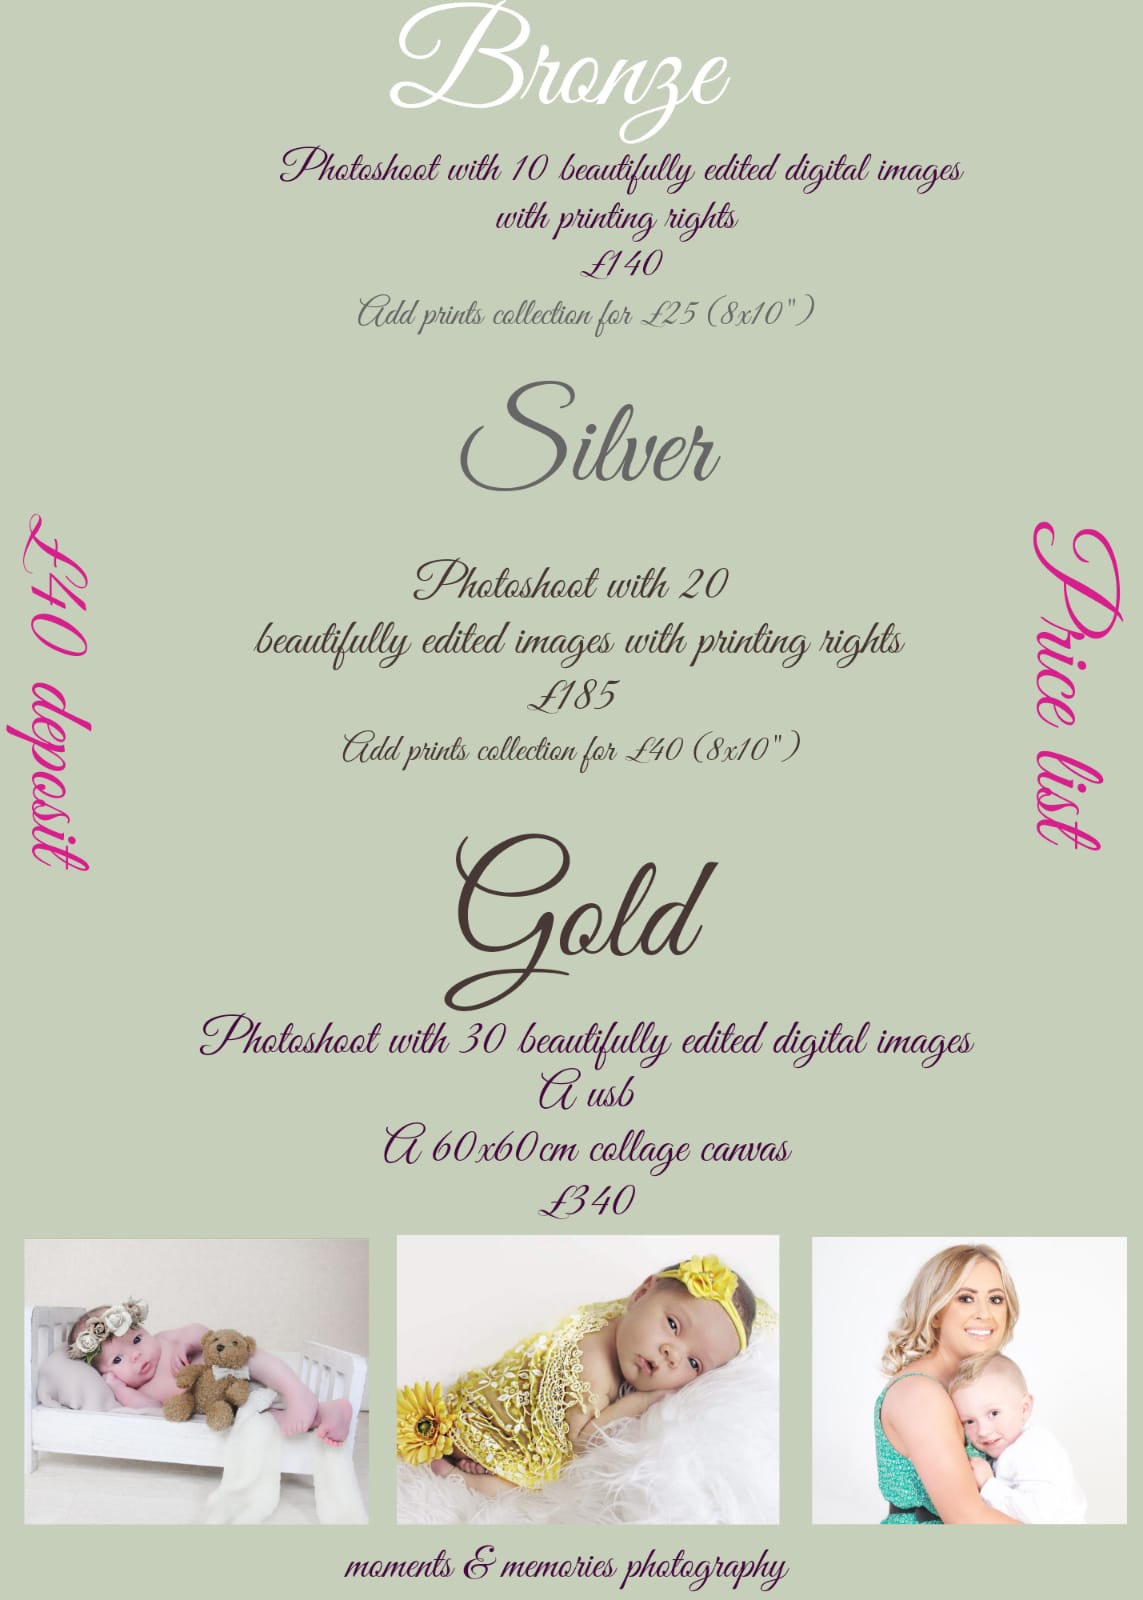 Bronze
Photoshoot with 10 beautifully edited digital images
with printing rights
£140
Add prints collection for £25 (8x10")
Silver
Photoshoot with 20
beautifully edited images with printing rights
£185
Add prints collection for £40 (8x10")
£40 deposit
Price list
Gold
Photoshoot with 30 beautifully edited digital images
A usb
A 60x60cm collage canvas
£340
moments & memories photography